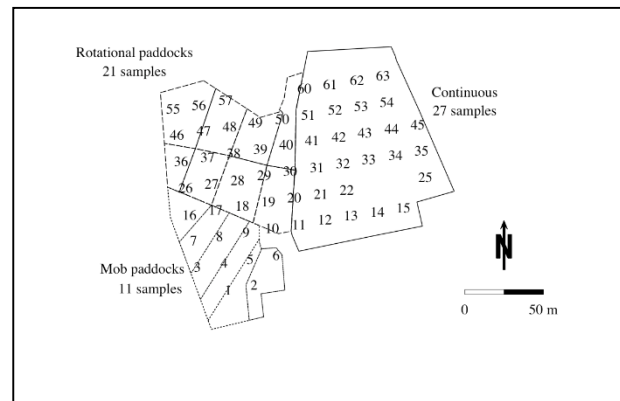 Rotational paddocks
21 samples
Continuous
27 samples
60 61 62 63
55 56 57
51 52 53 54
46 47 48 49 50
41 42 43 44 45
36 37 38 39 40
31 32 33 34 35
26 27 28 29 30
25
20 21 22
16 17 18 19
11 12 13 14 15
7 8 9 10
3 4 5 6
1 2
Mob paddocks
11 samples
N
0 50 m